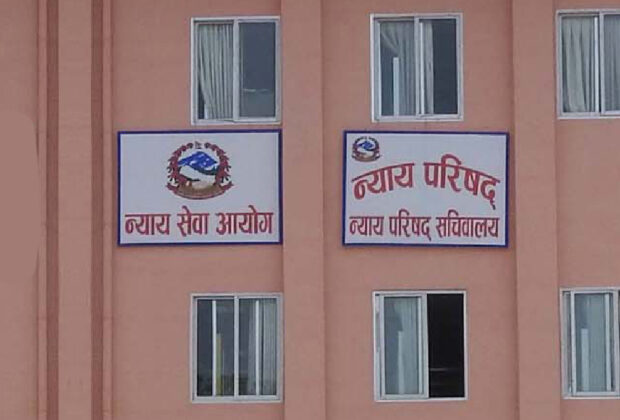 न्याय सेवा आयोग
न्याय परिषद्
न्याय परिषद् सचिवालय